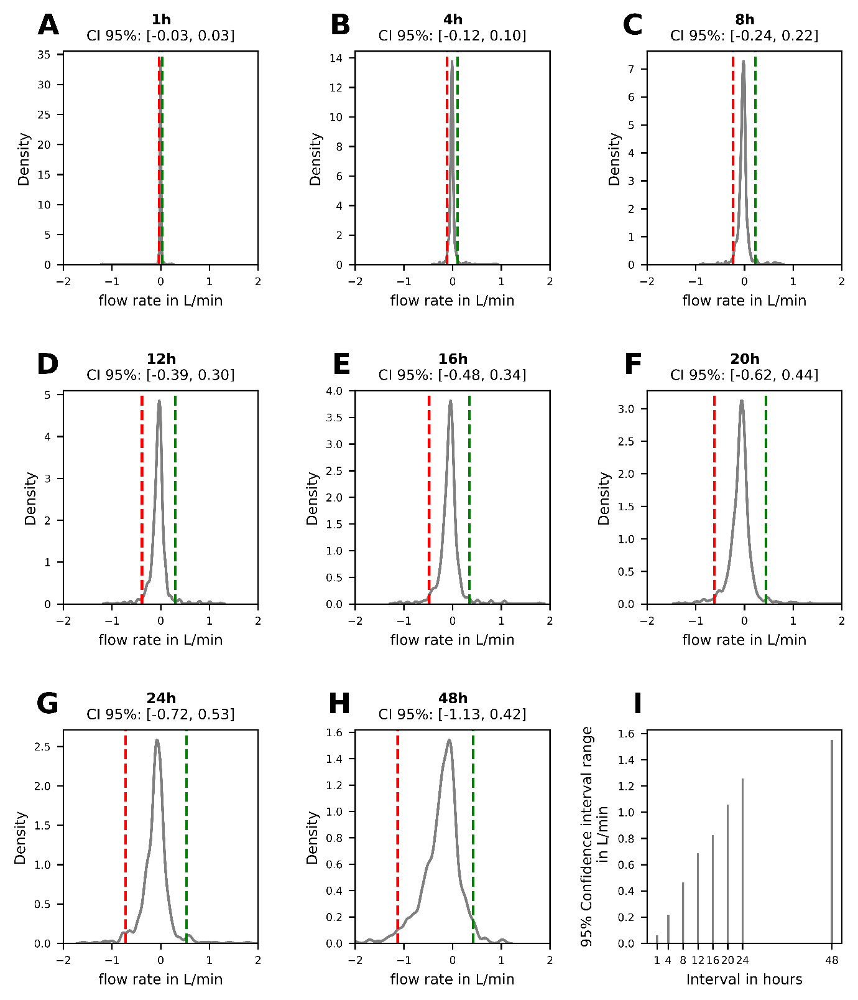 A
1h
CI 95%: [-0.03, 0.03]
35
30
25
20
15
10
5
0
Density
−2 −1 0 1 2
flow rate in L/min
B
4h
CI 95%: [-0.12, 0.10]
14
12
10
8
6
4
2
0
Density
−2 −1 0 1 2
flow rate in L/min
C
8h
CI 95%: [-0.24, 0.22]
7
6
5
4
3
2
1
0
Density
−2 −1 0 1 2
flow rate in L/min
D
12h
CI 95%: [-0.39, 0.30]
5
4
3
2
1
0
Density
−2 −1 0 1 2
flow rate in L/min
E
16h
CI 95%: [-0.48, 0.34]
4.0
3.5
3.0
2.5
2.0
1.5
1.0
0.5
0.0
Density
−2 −1 0 1 2
flow rate in L/min
F
20h
CI 95%: [-0.62, 0.44]
3.0
2.5
2.0
1.5
1.0
0.5
0.0
Density
−2 −1 0 1 2
flow rate in L/min
G
24h
CI 95%: [-0.72, 0.53]
2.5
2.0
1.5
1.0
0.5
0.0
Density
−2 −1 0 1 2
flow rate in L/min
H
48h
CI 95%: [-1.13, 0.42]
1.6
1.4
1.2
1.0
0.8
0.6
0.4
0.2
0.0
Density
−2 −1 0 1 2
flow rate in L/min
I
1.6
1.4
1.2
1.0
0.8
0.6
0.4
0.2
0.0
95% Confidence interval range
in L/min
1 4 8 12 16 20 24 48
Interval in hours